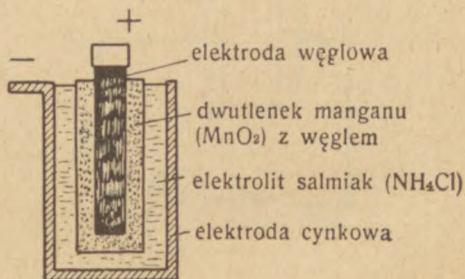 +
−
elektroda węglowa
dwutlenek manganu
(MnO₂) z węglem
elektrolit salmiak (NH₄Cl)
elektroda cynkowa